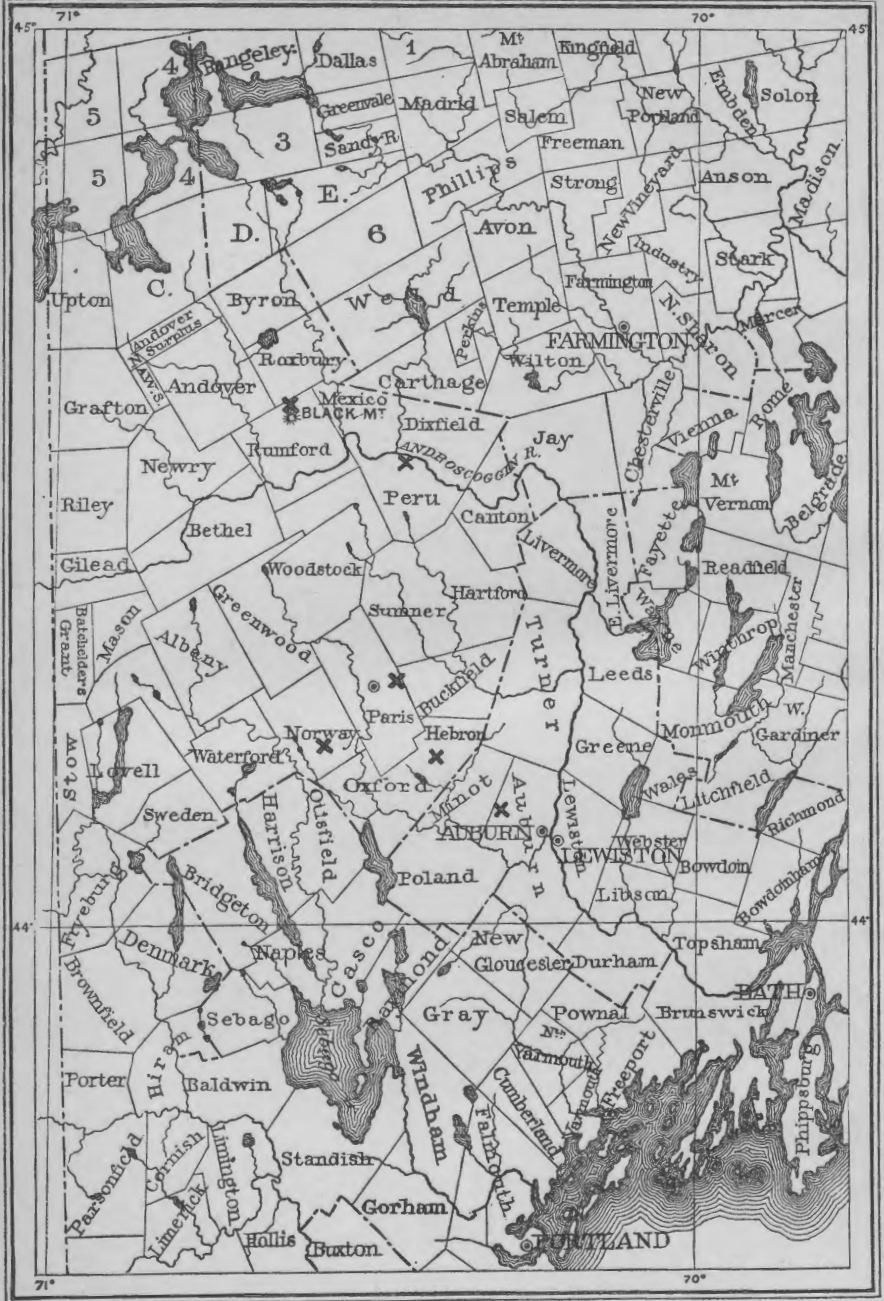 71° 70°
45° 45°
4 Rangeley Dallas 1 Mt Abraham Kingfield
5 Greenvale Madrid Salem New Portland Embden Solon
3 Sandy R. Freeman
5 4 E. Phillips Strong New Vineyard Anson Madison
D. 6 Avon Industry Stark
Upton C. Byron Weld Temple Farmington Mercer
Andover Surplus Perkins FARMINGTON N. Sharon
Roxbury Wilton
A.W.S. Andover Mexico Carthage Chesterville Rome
Grafton BLACK MT Dixfield Jay Vienna
Newry Rumford ANDROSCOGGIN R. Mt Vernon Belgrade
Riley Peru
Bethel Canton Livermore E. Livermore Fayette
Gilead Woodstock Readfield
Batchelders Grant Mason Greenwood Sumner Hartford Wayne Winthrop Manchester
Albany Turner Leeds
Paris Buckfield Monmouth W. Gardiner
Stow Lovell Waterford Norway Hebron Greene
Sweden Oxford Minot Auburn Lewiston Wales Litchfield Richmond
Harrison Otisfield AUBURN LEWISTON Webster
Fryeburg Bridgeton Poland Lisbon Bowdoin Bowdoinham
44° 44°
Denmark Naples Casco Raymond New Gloucester Durham Topsham
Brownfield Sebago Sebago Gray Pownal Brunswick BATH
Hiram Nth Yarmouth
Porter Baldwin Windham Cumberland Yarmouth Freeport Phippsburg
Parsonfield Cornish Limington Standish Falmouth
Limerick Gorham
Hollis Buxton PORTLAND
71° 70°